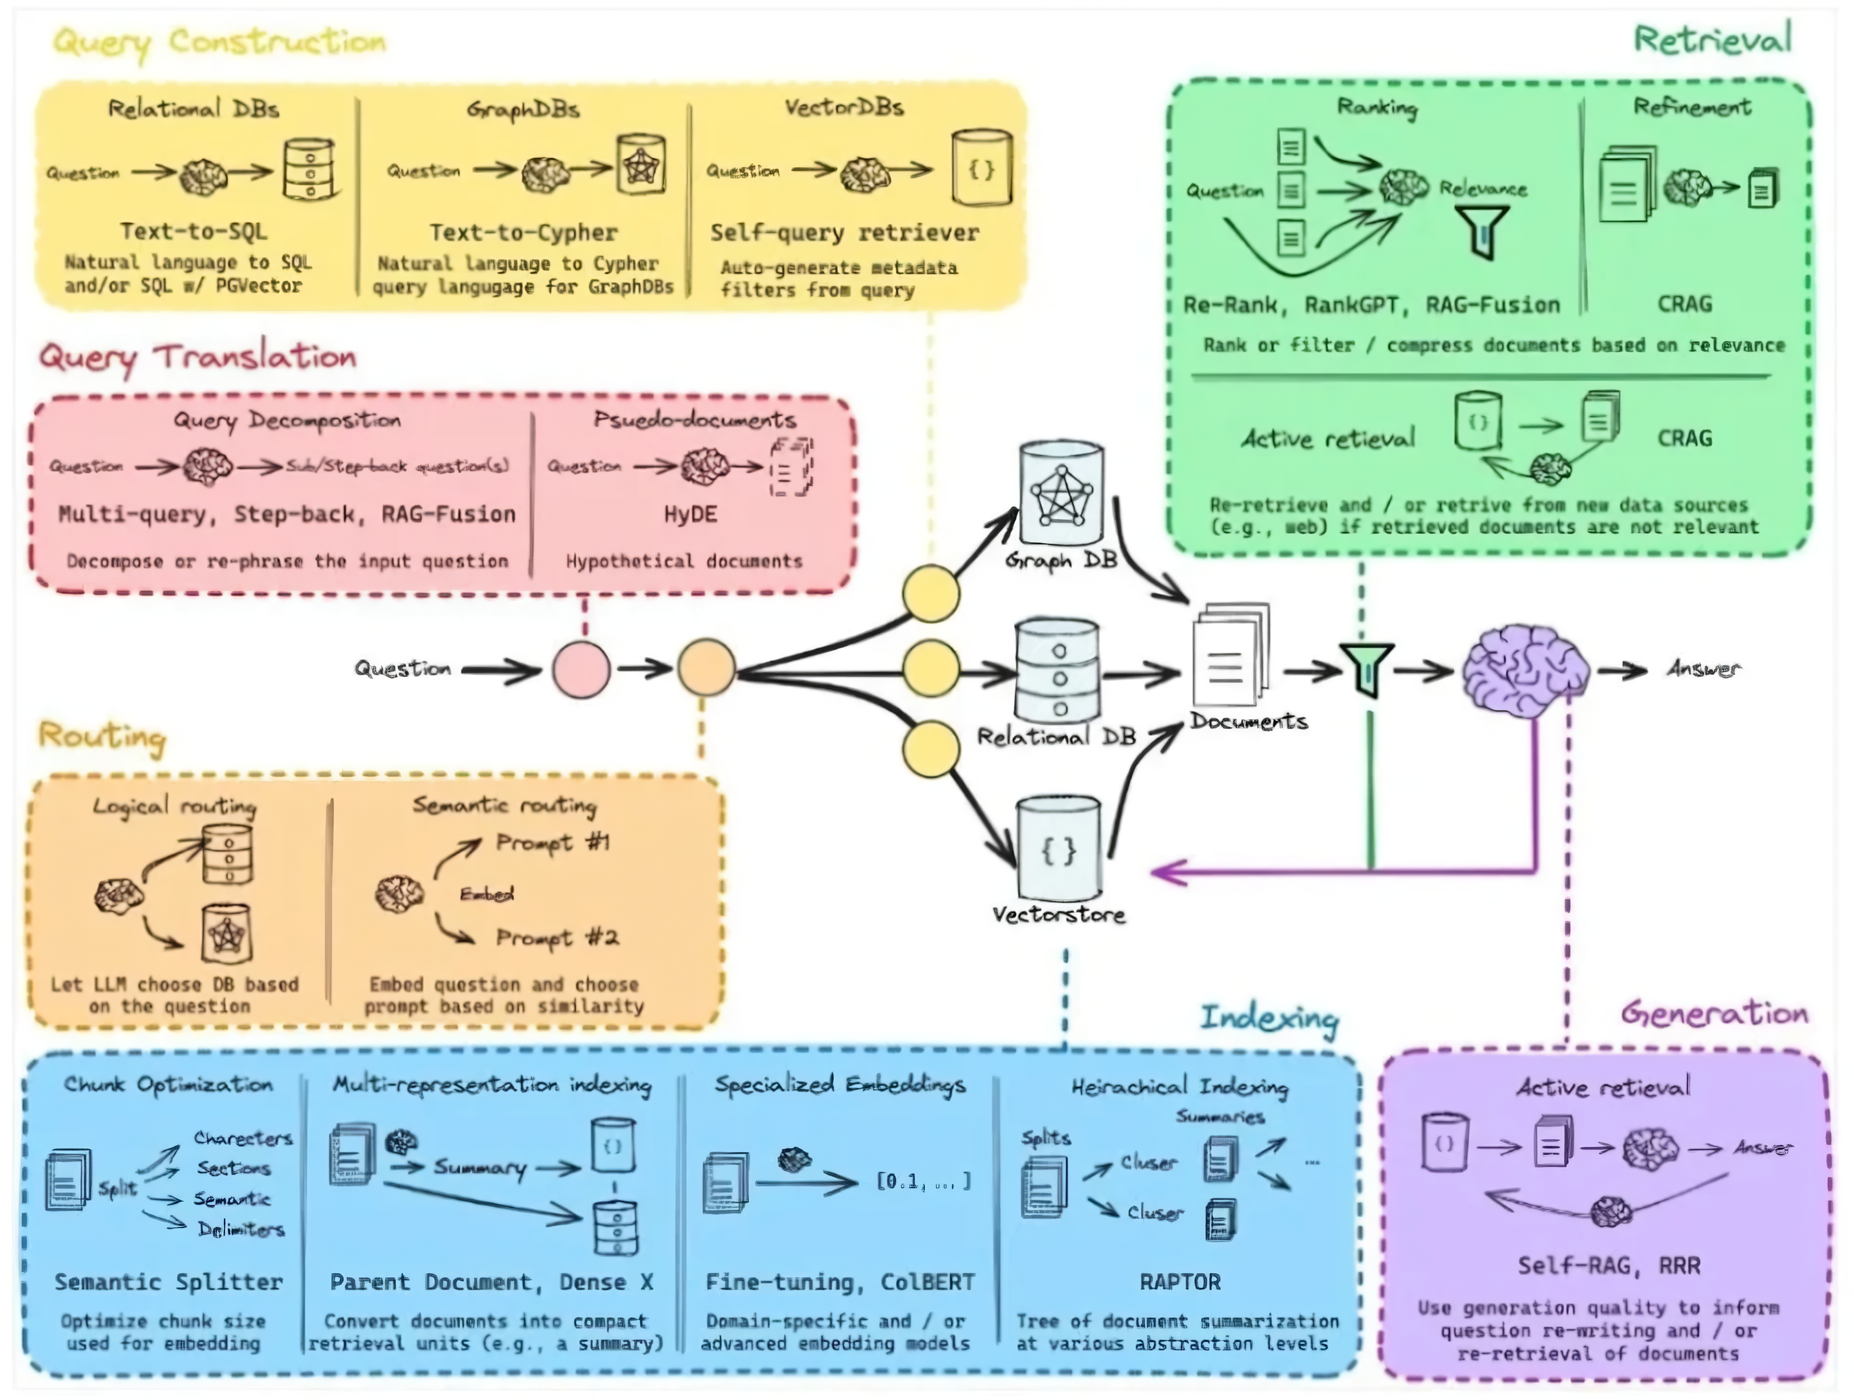 Query Construction
Relational DBs
Question
Text-to-SQL
Natural language to SQL
and/or SQL w/ PGVector
GraphDBs
Question
Text-to-Cypher
Natural language to Cypher
query langugage for GraphDBs
VectorDBs
Question
{}
Self-query retriever
Auto-generate metadata
filters from query
Retrieval
Ranking
Question
Relevance
Re-Rank, RankGPT, RAG-Fusion
Refinement
CRAG
Rank or filter / compress documents based on relevance
Active retieval
{}
CRAG
Re-retrieve and / or retrive from new data sources
(e.g., web) if retrieved documents are not relevant
Query Translation
Query Decomposition
Question
Sub/Step-back question(s)
Multi-query, Step-back, RAG-Fusion
Decompose or re-phrase the input question
Psuedo-documents
Question
HyDE
Hypothetical documents
Question
Graph DB
Relational DB
{}
Vectorstore
Documents
Answer
Routing
Logical routing
Let LLM choose DB based
on the question
Semantic routing
Prompt #1
Embed
Prompt #2
Embed question and choose
prompt based on similarity
Indexing
Chunk Optimization
Split
Charecters
Sections
Semantic
Delimiters
Semantic Splitter
Optimize chunk size
used for embedding
Multi-representation indexing
Summary
{}
Parent Document, Dense X
Convert documents into compact
retrieval units (e.g., a summary)
Specialized Embeddings
[0.1, ... ]
Fine-tuning, ColBERT
Domain-specific and / or
advanced embedding models
Heirachical Indexing
Summaries
Splits
Cluser
...
Cluser
RAPTOR
Tree of document summarization
at various abstraction levels
Generation
Active retieval
{}
Answer
Self-RAG, RRR
Use generation quality to inform
question re-writing and / or
re-retrieval of documents